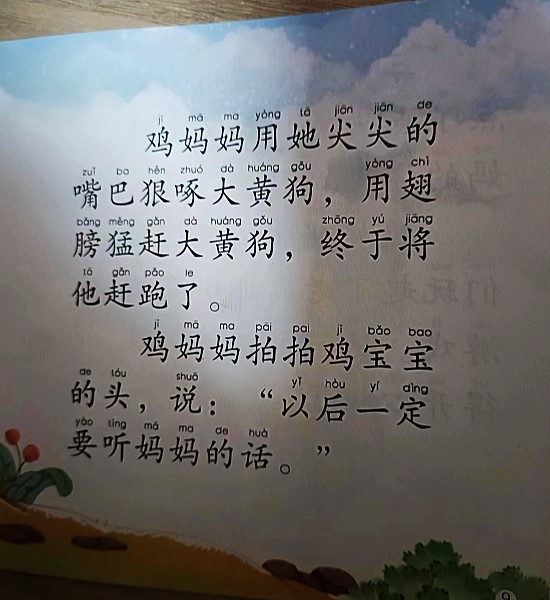 jī mā ma yòng tā jiān jiān de
鸡妈妈用她尖尖的
zuǐ ba hěn zhuó dà huáng gǒu yòng chì
嘴巴狠啄大黄狗，用翅
bǎng měng gǎn dà huáng gǒu zhōng yú jiāng
膀猛赶大黄狗，终于将
tā gǎn pǎo le
他赶跑了。
jī mā ma pāi pai jī bǎo bao
鸡妈妈拍拍鸡宝宝
de tóu shuō yǐ hòu yí dìng
的头，说：“以后一定
yào tīng mā ma de huà
要听妈妈的话。”
9